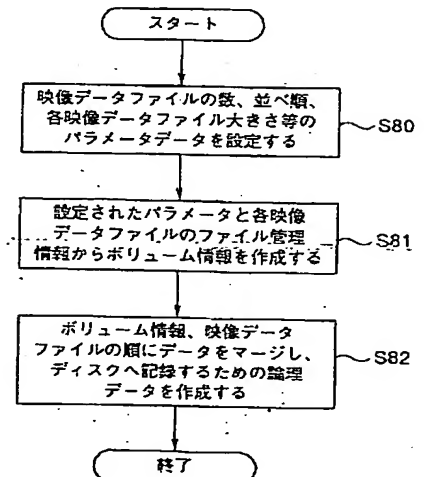 スタート
映像データファイルの数、並べ順、
各映像データファイル大きさ等の
パラメータデータを設定する
S80
設定されたパラメータと各映像
データファイルのファイル管理
情報からボリューム情報を作成する
S81
ボリューム情報、映像データ
ファイルの順にデータをマージし、
ディスクへ記録するための論理
データを作成する
S82
終了